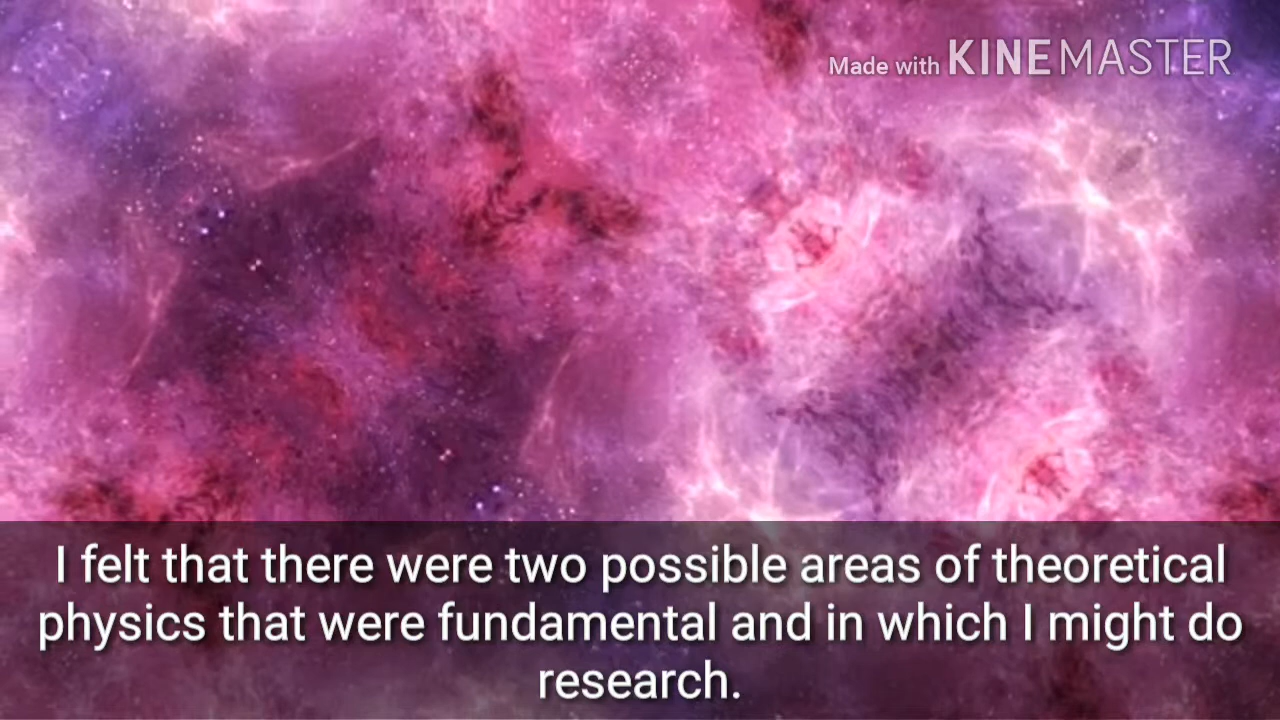 Made with KINEMASTER
I felt that there were two possible areas of theoretical
physics that were fundamental and in which I might do
research.